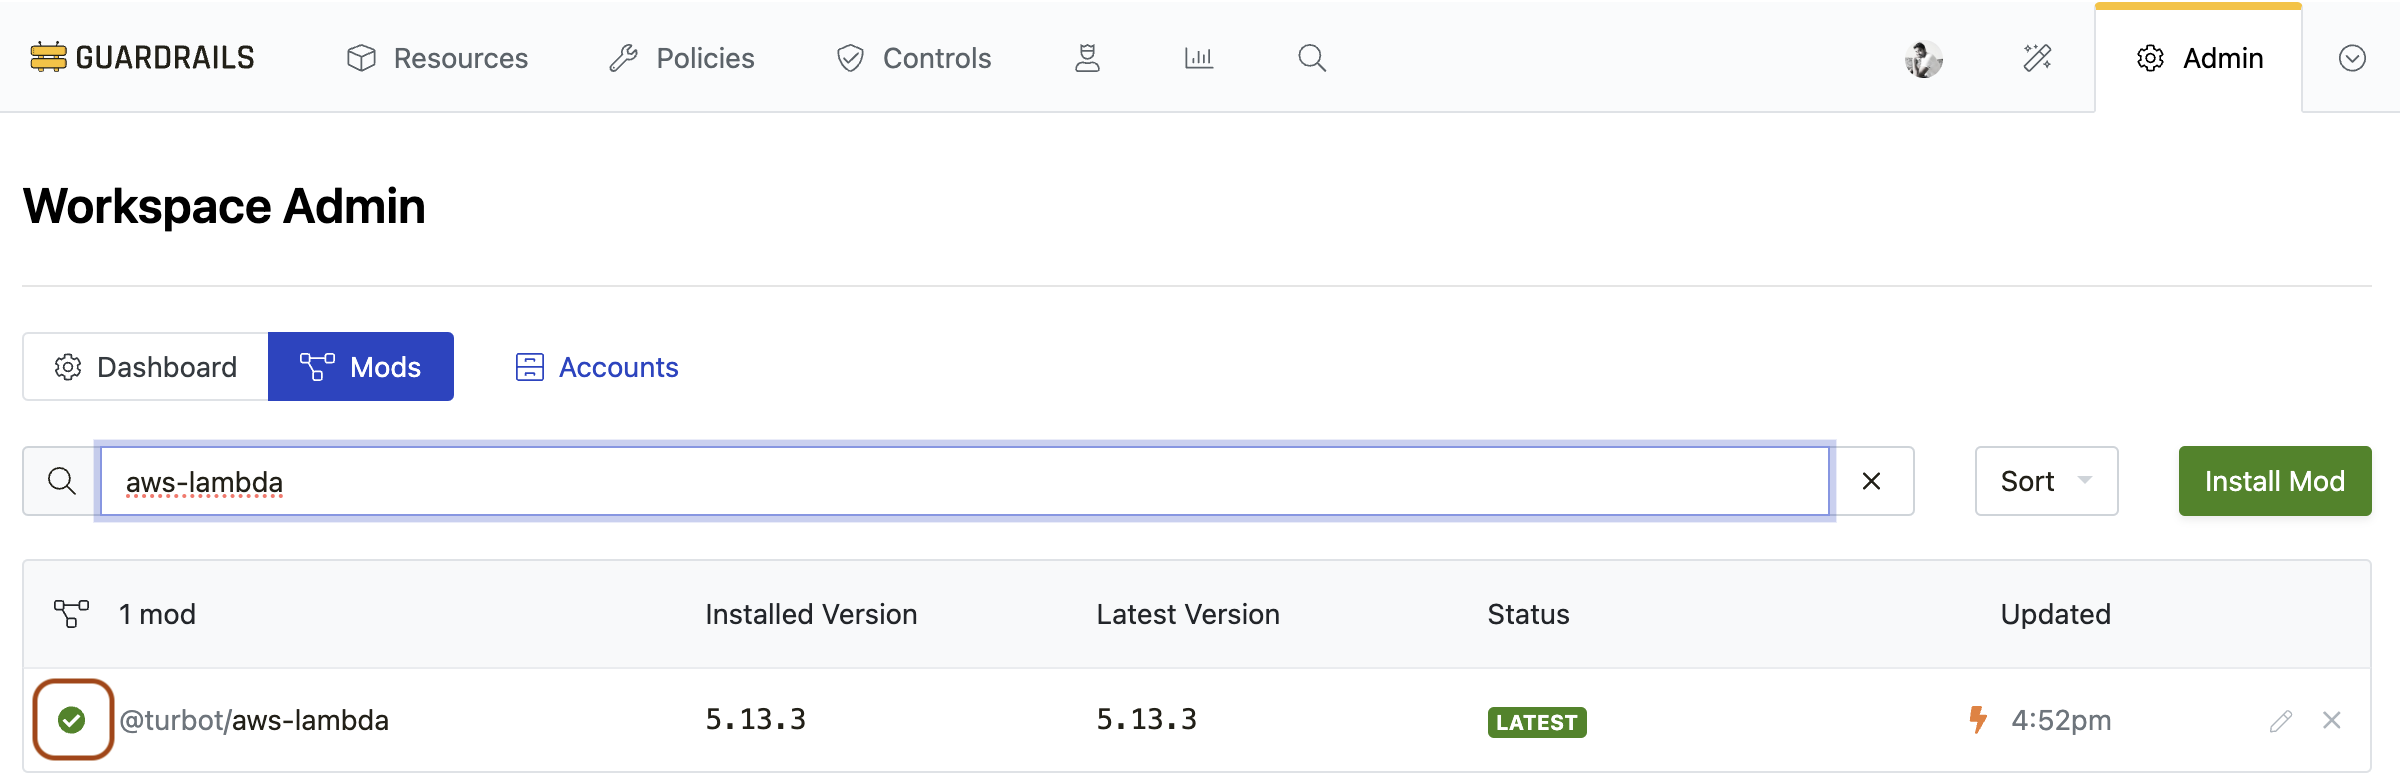 GUARDRAILS Resources Policies Controls Admin
Workspace Admin
Dashboard Mods Accounts
aws-lambda Sort Install Mod
1 mod Installed Version Latest Version Status Updated
@turbot/aws-lambda 5.13.3 5.13.3 LATEST 4:52pm